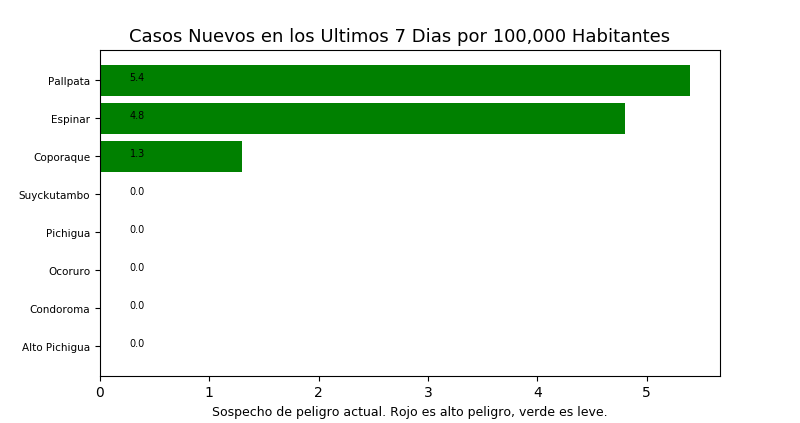 Casos Nuevos en los Ultimos 7 Dias por 100,000 Habitantes
Pallpata 5.4
Espinar 4.8
Coporaque 1.3
Suyckutambo 0.0
Pichigua 0.0
Ocoruro 0.0
Condoroma 0.0
Alto Pichigua 0.0
0 1 2 3 4 5
Sospecho de peligro actual. Rojo es alto peligro, verde es leve.